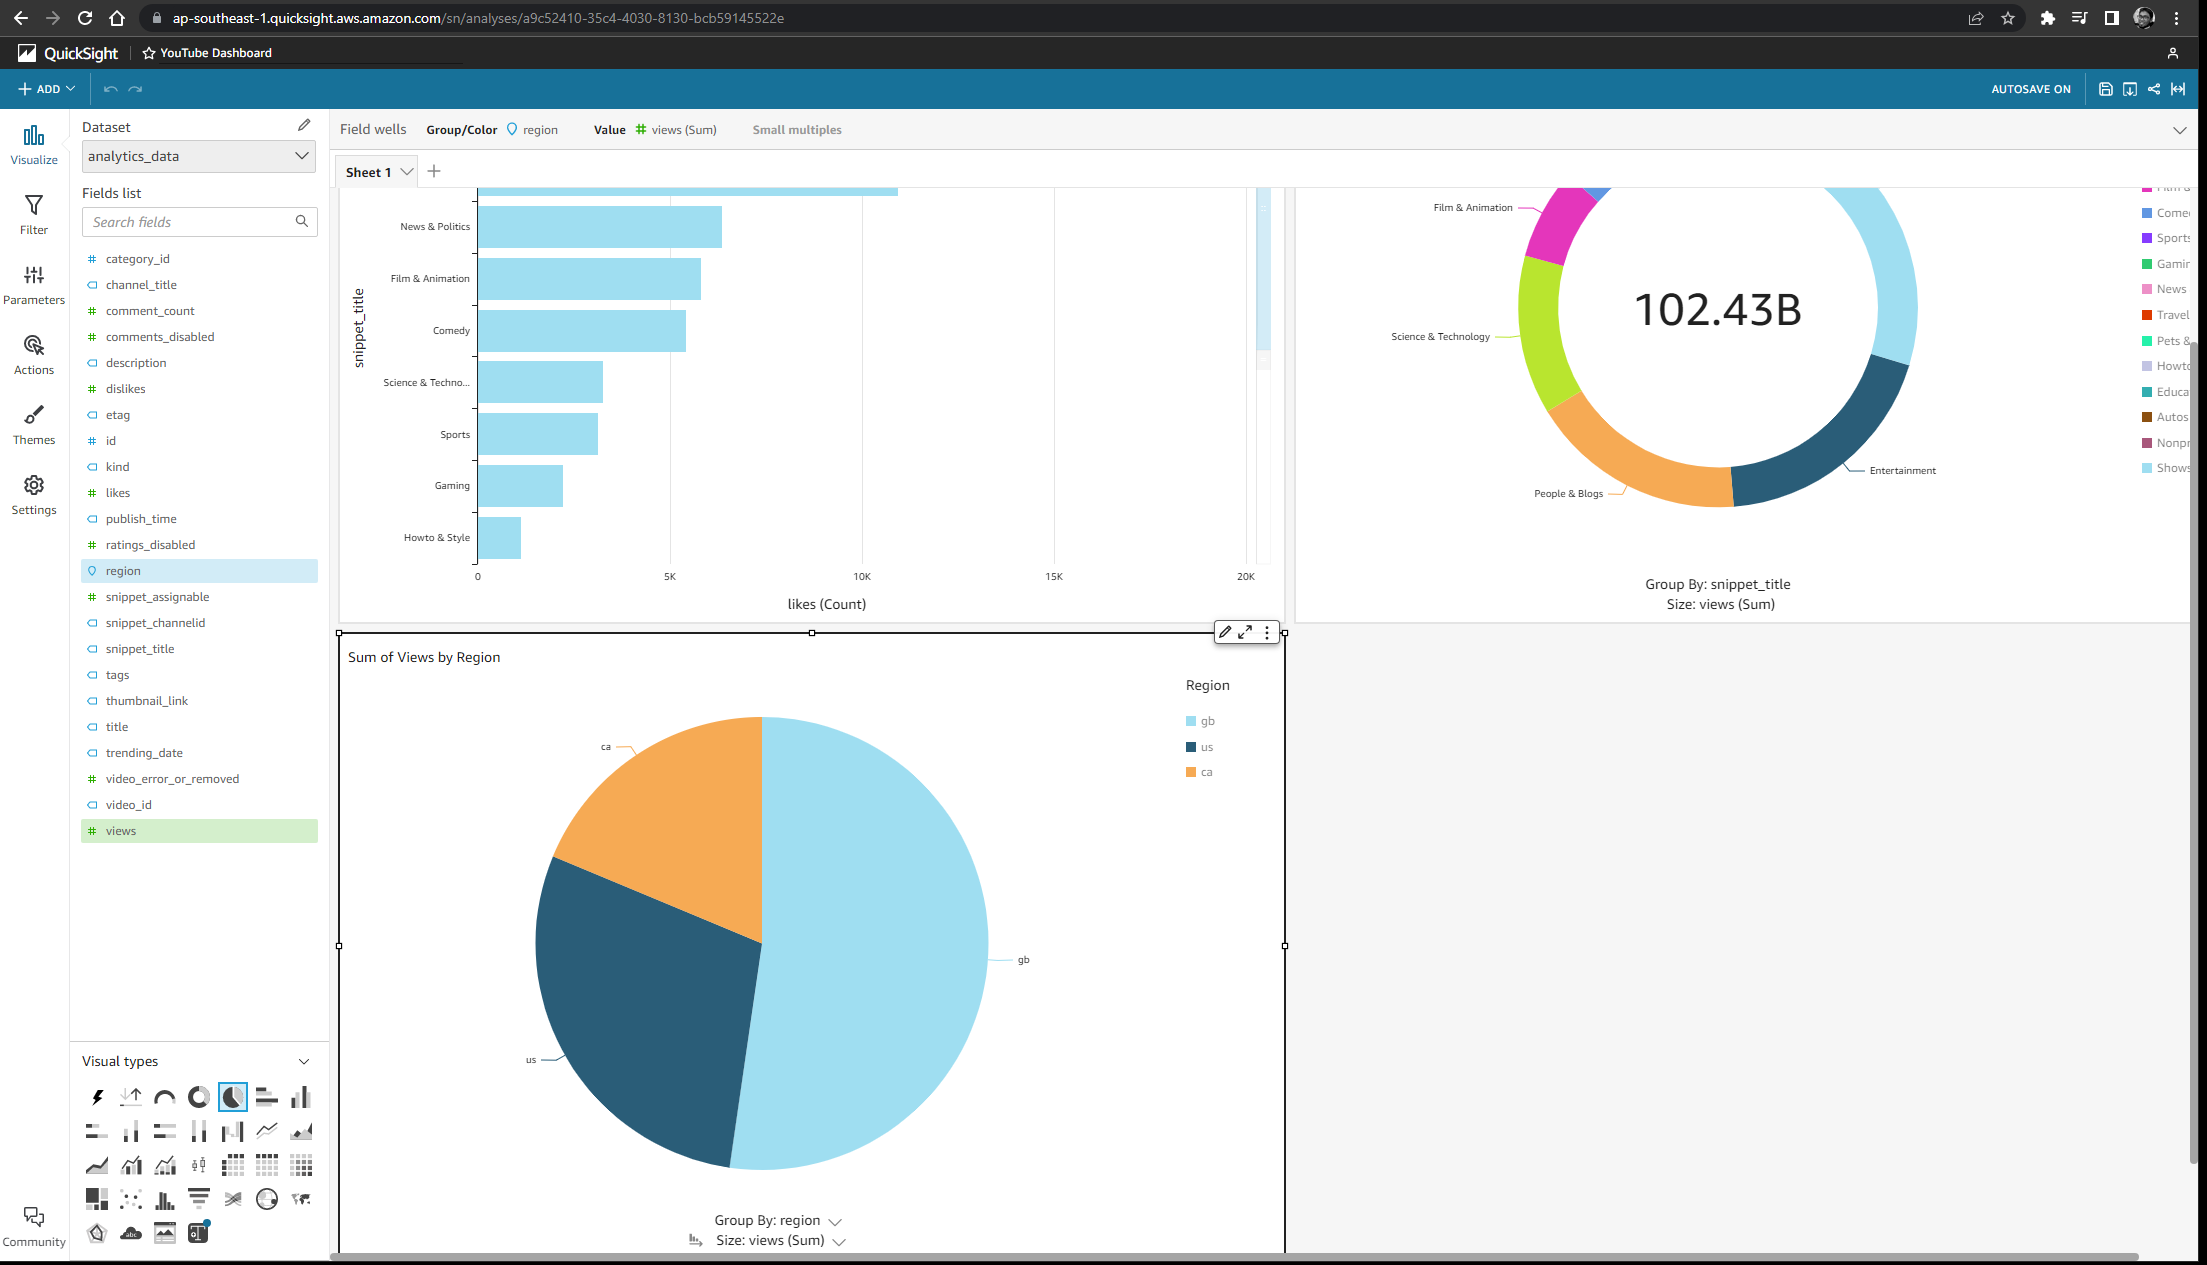 ap-southeast-1.quicksight.aws.amazon.com/sn/analyses/a9c52410-35c4-4030-8130-bcb59145522e
QuickSight
YouTube Dashboard
ADD
AUTOSAVE ON
Visualize
Filter
Parameters
Actions
Themes
Settings
Community
Dataset
analytics_data
Fields list
Search fields
category_id
channel_title
comment_count
comments_disabled
description
dislikes
etag
id
kind
likes
publish_time
ratings_disabled
region
snippet_assignable
snippet_channelid
snippet_title
tags
thumbnail_link
title
trending_date
video_error_or_removed
video_id
views
Visual types
abc
Field wells Group/Color region Value views (Sum) Small multiples
Sheet 1
snippet_title
News & Politics
Film & Animation
Comedy
Science & Techno...
Sports
Gaming
Howto & Style
0 5K 10K 15K 20K
likes (Count)
Film & Animation
Science & Technology
People & Blogs
Entertainment
102.43B
Come
Sports
Gamin
News
Travel
Pets &
Howto
Educa
Autos
Nonpr
Shows
Group By: snippet_title
Size: views (Sum)
Sum of Views by Region
Region
gb
us
ca
ca
gb
us
Group By: region
Size: views (Sum)